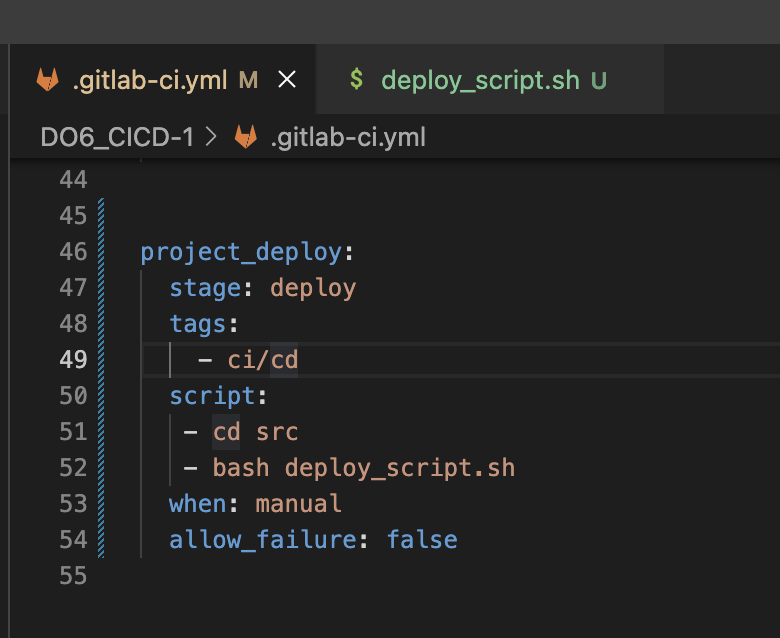 .gitlab-ci.yml M ×
$ deploy_script.sh U
DO6_CICD-1 > .gitlab-ci.yml
44
45
46 project_deploy:
47 stage: deploy
48 tags:
49 - ci/cd
50 script:
51 - cd src
52 - bash deploy_script.sh
53 when: manual
54 allow_failure: false
55